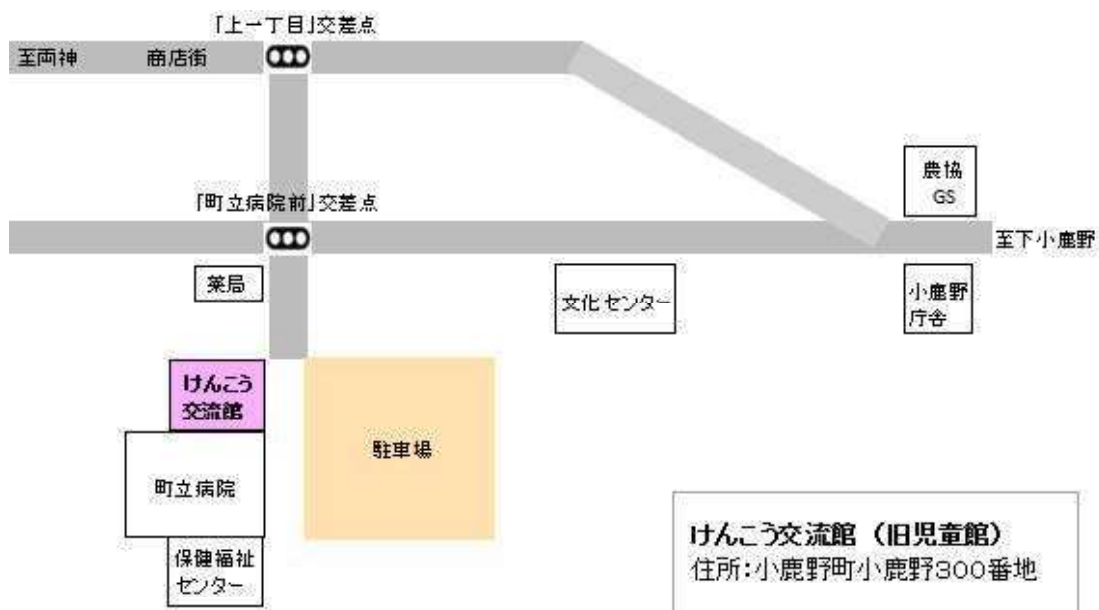 「上一丁目」交差点
至両神
商店街
農協
GS
「町立病院前」交差点
至下小鹿野
薬局
文化センター
小鹿野
庁舎
けんこう
交流館
駐車場
町立病院
保健福祉
センター
けんこう交流館（旧児童館）
住所：小鹿野町小鹿野300番地